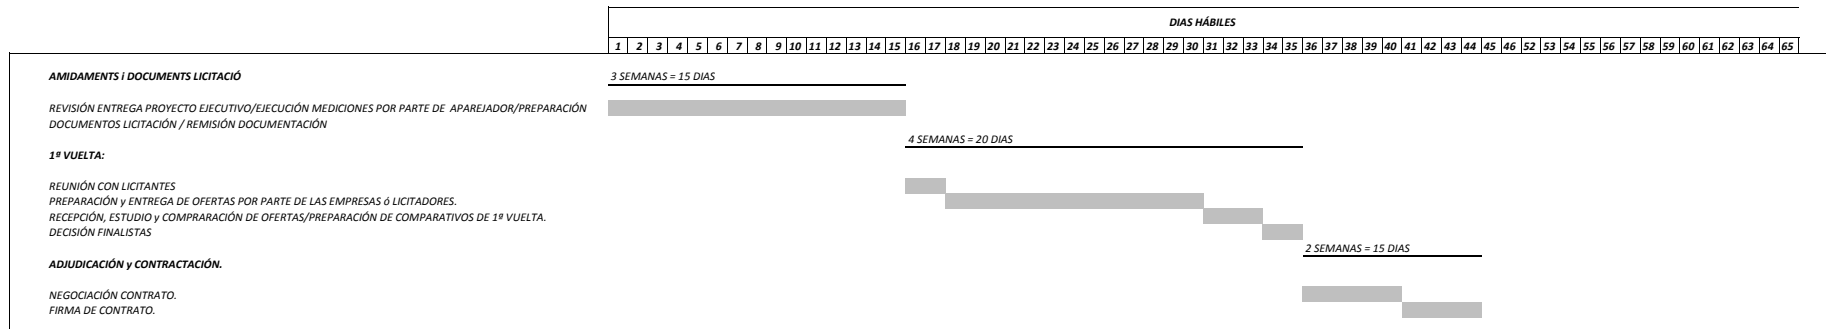 DIAS HÁBILES
1 2 3 4 5 6 7 8 9 10 11 12 13 14 15 16 17 18 19 20 21 22 23 24 25 26 27 28 29 30 31 32 33 34 35 36 37 38 39 40 41 42 43 44 45 46 52 53 54 55 56 57 58 59 60 61 62 63 64 65
AMIDAMENTS i DOCUMENTS LICITACIÓ
3 SEMANAS = 15 DIAS
REVISIÓN ENTREGA PROYECTO EJECUTIVO/EJECUCIÓN MEDICIONES POR PARTE DE APAREJADOR/PREPARACIÓN
DOCUMENTOS LICITACIÓN / REMISIÓN DOCUMENTACIÓN
4 SEMANAS = 20 DIAS
1ª VUELTA:
REUNIÓN CON LICITANTES
PREPARACIÓN y ENTREGA DE OFERTAS POR PARTE DE LAS EMPRESAS ó LICITADORES.
RECEPCIÓN, ESTUDIO y COMPRARACIÓN DE OFERTAS/PREPARACIÓN DE COMPARATIVOS DE 1ª VUELTA.
DECISIÓN FINALISTAS
2 SEMANAS = 15 DIAS
ADJUDICACIÓN y CONTRACTACIÓN.
NEGOCIACIÓN CONTRATO.
FIRMA DE CONTRATO.